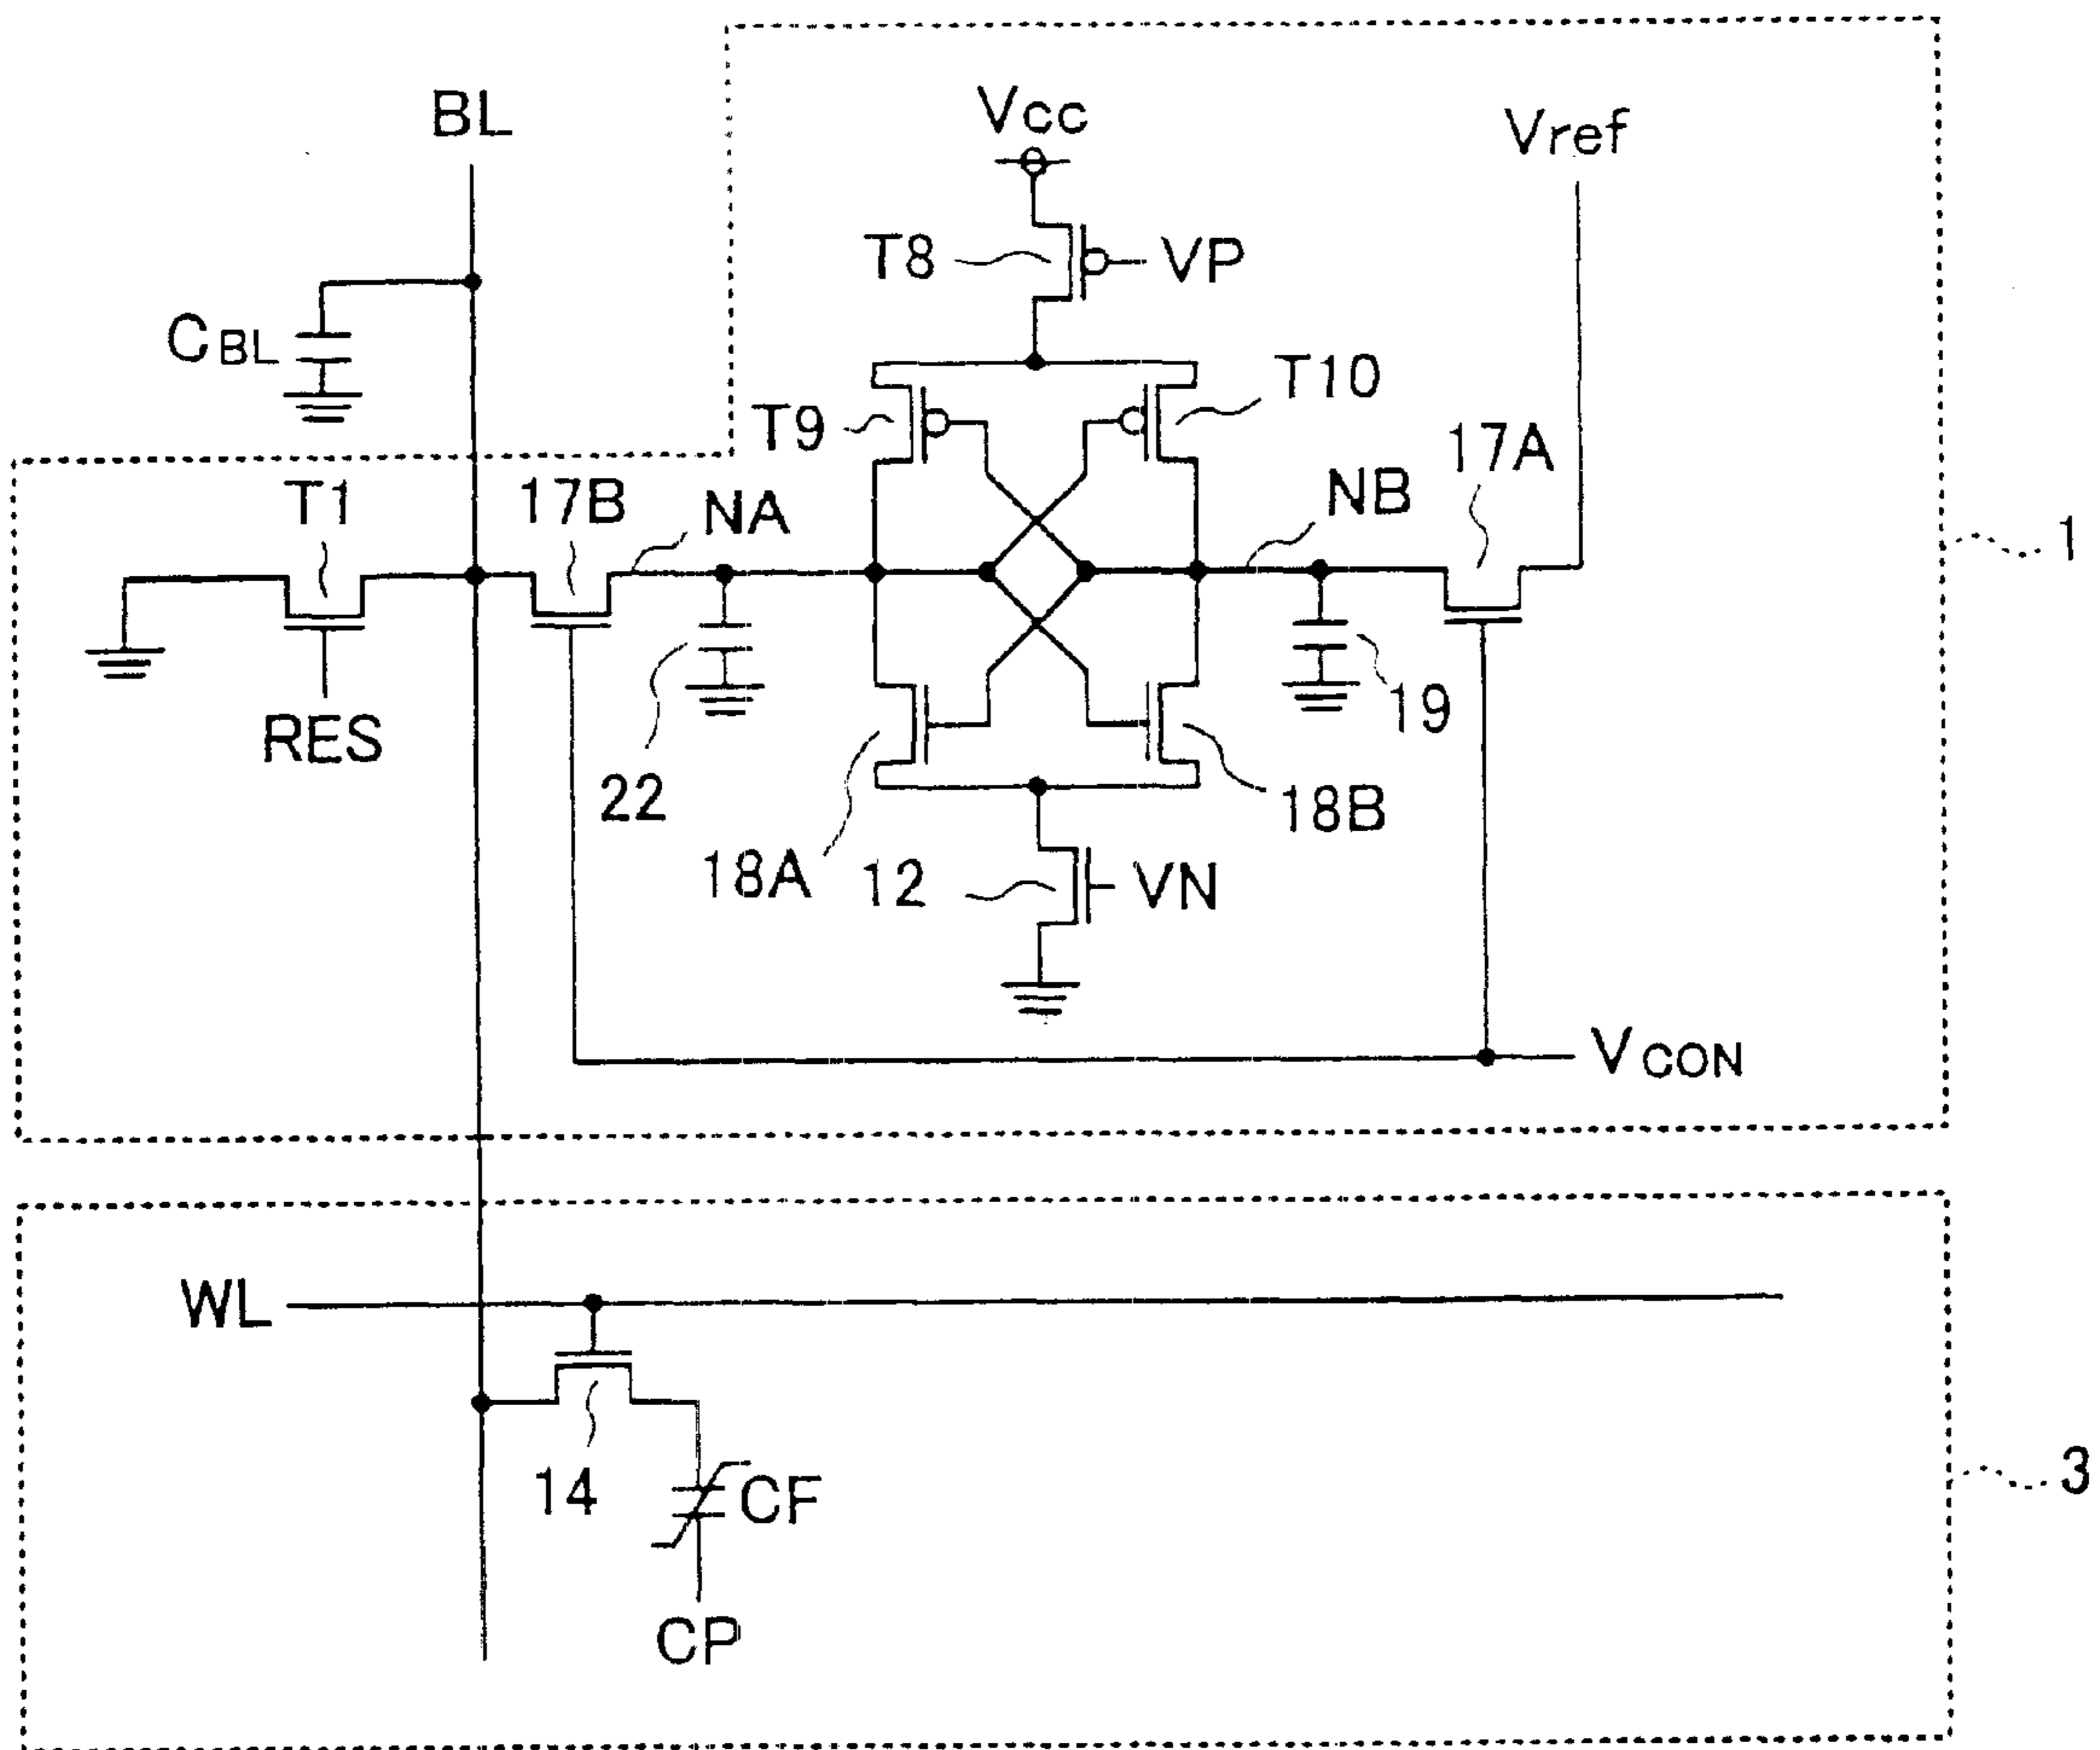 BL
Vcc
Vref
T8
VP
CBL
T9
T10
17A
T1
17B
NA
NB
1
RES
22
19
18A
12
VN
18B
VCON
WL
14
CF
CP
3